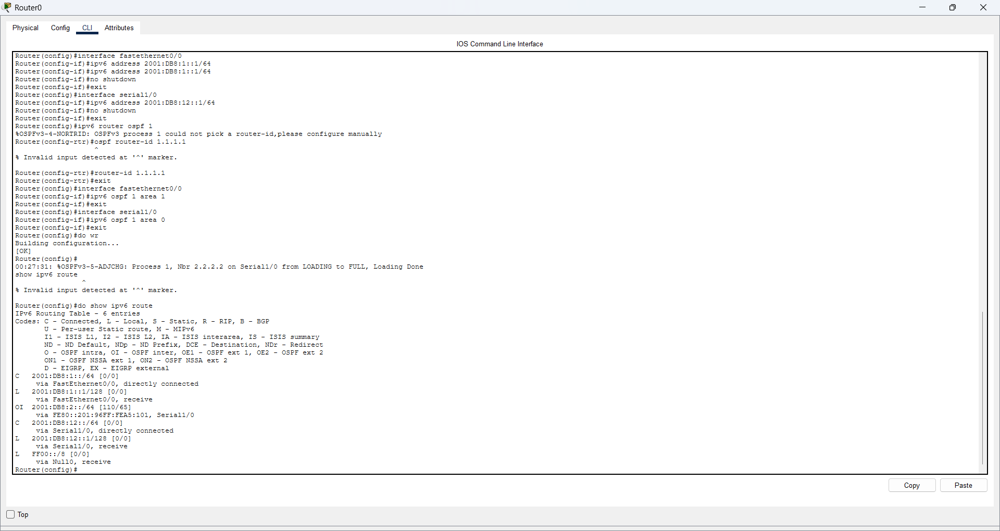 Router0
Physical Config CLI Attributes
IOS Command Line Interface
Router(config)#interface fastethernet0/0
Router(config-if)#ipv6 address 2001:DB8:1::1/64
Router(config-if)#ipv6 address 2001:DB8:1::1/64
Router(config-if)#no shutdown
Router(config-if)#exit
Router(config)#interface serial1/0
Router(config-if)#ipv6 address 2001:DB8:12::1/64
Router(config-if)#no shutdown
Router(config-if)#exit
Router(config)#ipv6 router ospf 1
%OSPFv3-4-NORTRID: OSPFv3 process 1 could not pick a router-id,please configure manually
Router(config-rtr)#ospf router-id 1.1.1.1
^
% Invalid input detected at '^' marker.
Router(config-rtr)#router-id 1.1.1.1
Router(config-rtr)#exit
Router(config)#interface fastethernet0/0
Router(config-if)#ipv6 ospf 1 area 1
Router(config-if)#exit
Router(config)#interface serial1/0
Router(config-if)#ipv6 ospf 1 area 0
Router(config-if)#exit
Router(config)#do wr
Building configuration...
[OK]
Router(config)#
00:27:31: %OSPFv3-5-ADJCHG: Process 1, Nbr 2.2.2.2 on Serial1/0 from LOADING to FULL, Loading Done
show ipv6 route
^
% Invalid input detected at '^' marker.
Router(config)#do show ipv6 route
IPv6 Routing Table - 6 entries
Codes: C - Connected, L - Local, S - Static, R - RIP, B - BGP
U - Per-user Static route, M - MIPv6
I1 - ISIS L1, I2 - ISIS L2, IA - ISIS interarea, IS - ISIS summary
ND - ND Default, NDp - ND Prefix, DCE - Destination, NDr - Redirect
O - OSPF intra, OI - OSPF inter, OE1 - OSPF ext 1, OE2 - OSPF ext 2
ON1 - OSPF NSSA ext 1, ON2 - OSPF NSSA ext 2
D - EIGRP, EX - EIGRP external
C 2001:DB8:1::/64 [0/0]
via FastEthernet0/0, directly connected
L 2001:DB8:1::1/128 [0/0]
via FastEthernet0/0, receive
OI 2001:DB8:2::/64 [110/65]
via FE80::201:96FF:FEA5:101, Serial1/0
C 2001:DB8:12::/64 [0/0]
via Serial1/0, directly connected
L 2001:DB8:12::1/128 [0/0]
via Serial1/0, receive
L FF00::/8 [0/0]
via Null0, receive
Router(config)#
Copy Paste
Top